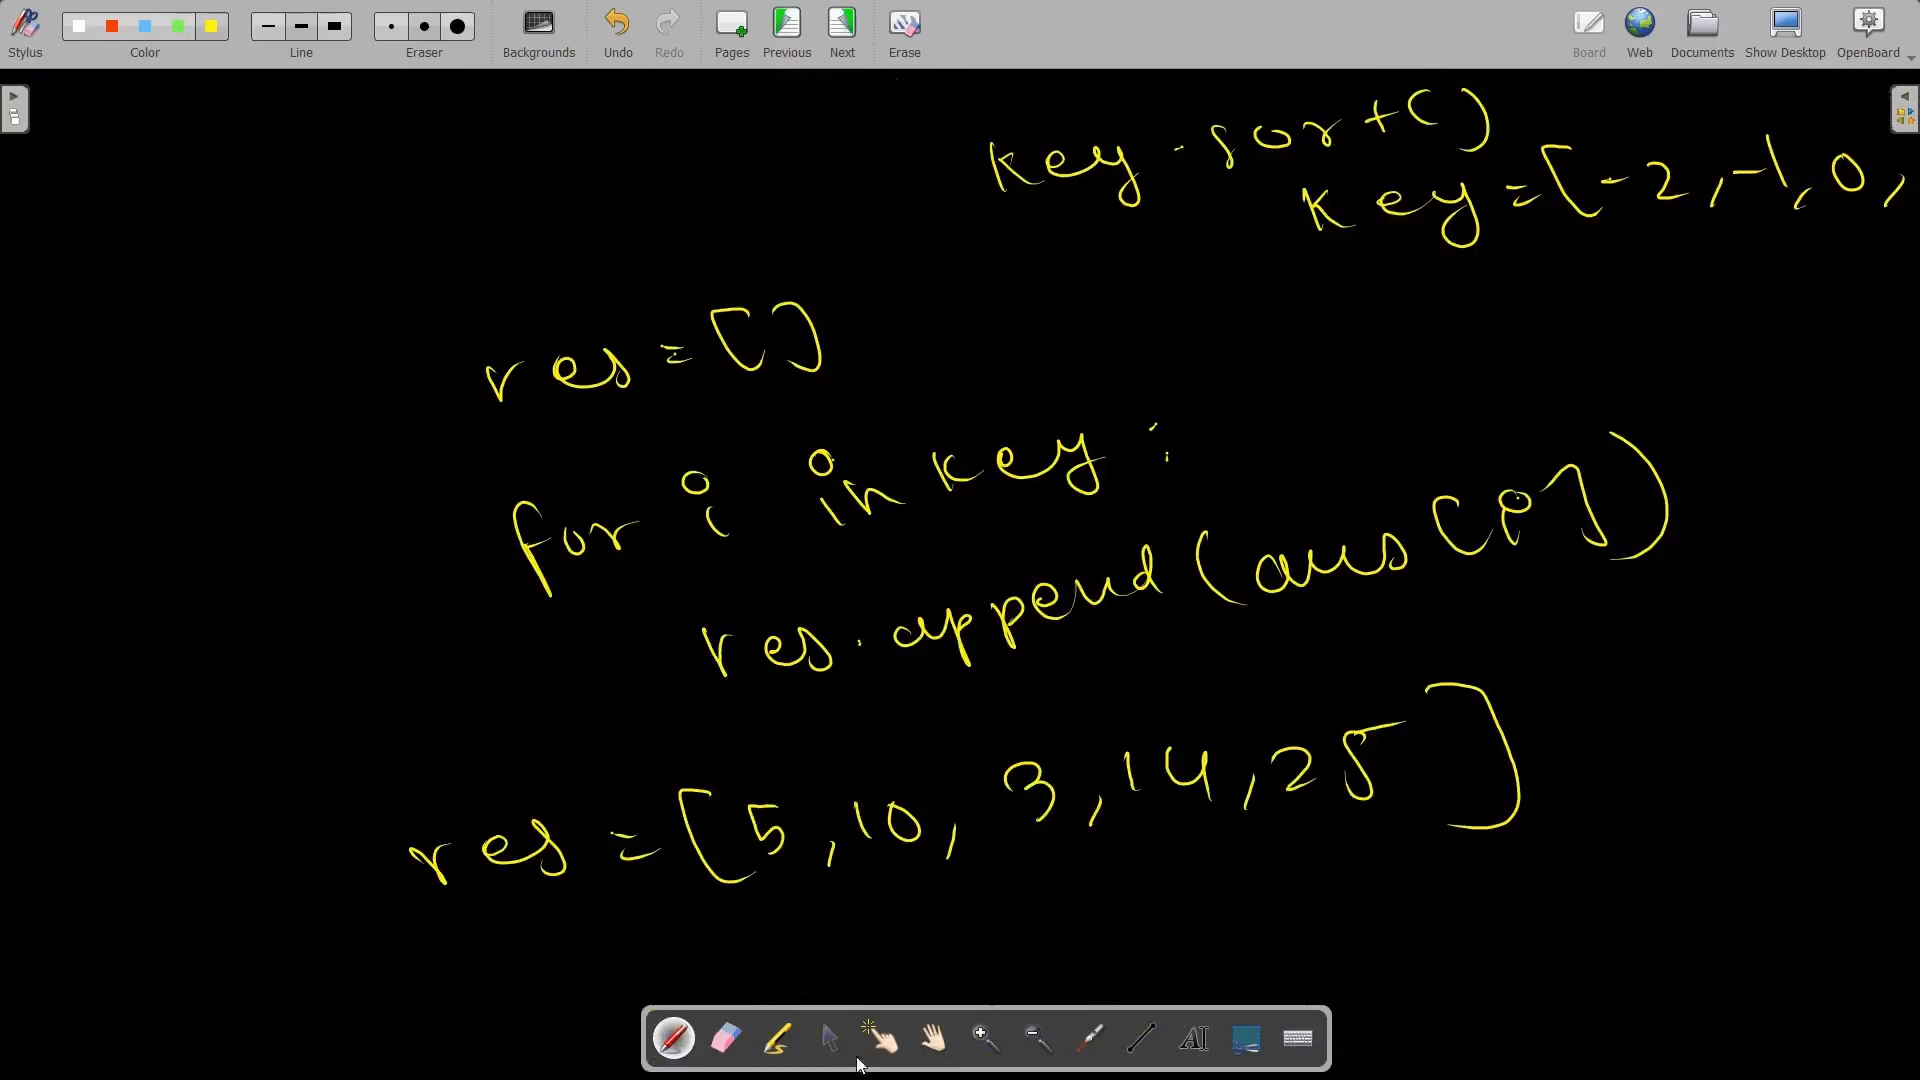 Stylus Color Line Eraser Backgrounds Undo Redo Pages Previous Next Erase Board Web Documents Show Desktop OpenBoard
key.sort()
key=[-2,-1,0,
res=[]
for i in key:
res.append(ans[i])
res=[5,10,3,14,25]
AI